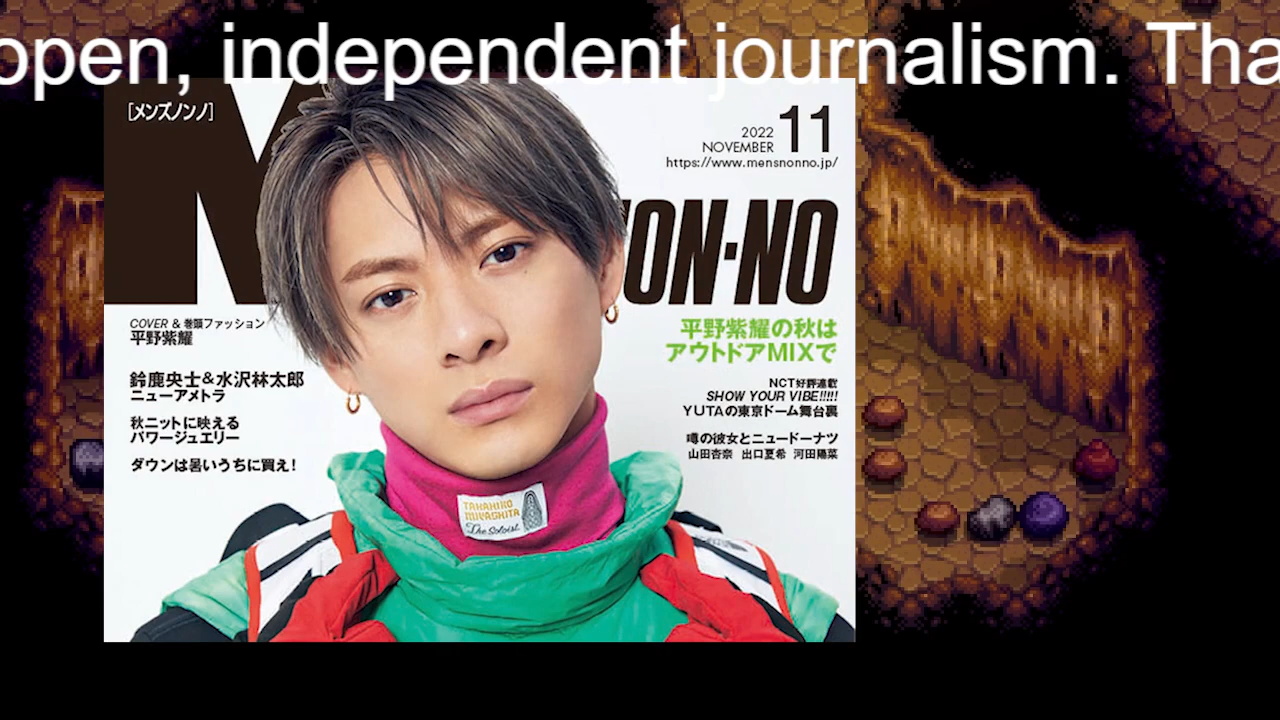 open, independent journalism. Tha
[メンズノンノ]
2022
NOVEMBER 11
https://www.mensnonno.jp/
NON-NO
COVER & 巻頭ファッション
平野紫耀
鈴鹿央士&水沢林太郎
ニューアメトラ
秋ニットに映える
パワージュエリー
ダウンは暑いうちに買え!
平野紫耀の秋は
アウトドアMIXで
NCT好評連載
SHOW YOUR VIBE!!!!!
YUTAの東京ドーム舞台裏
噂の彼女とニュードーナツ
山田杏奈 出口夏希 河田陽菜
TAKAHIRO
MIYASHITA
The Soloist.